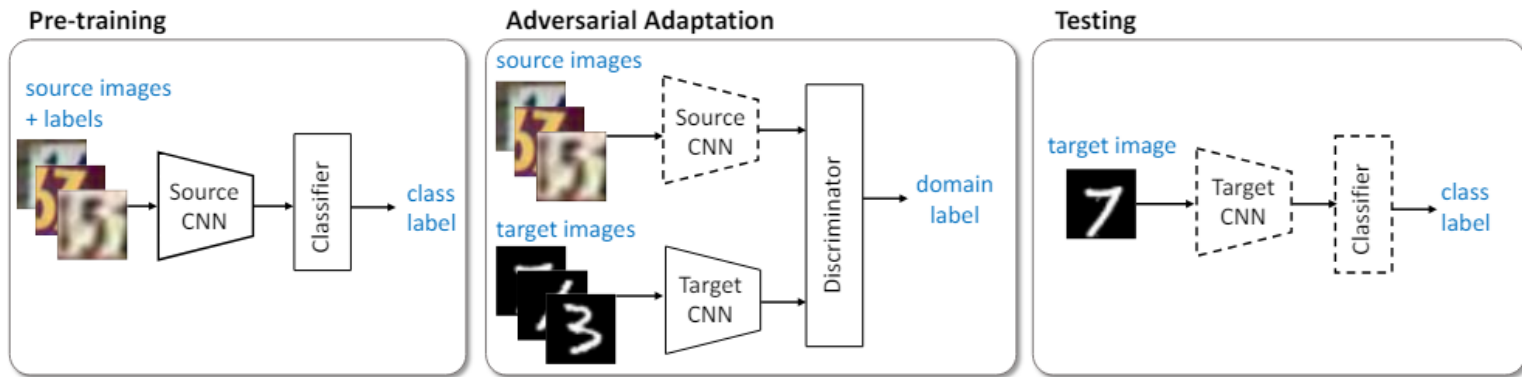 Pre-training
source images
+ labels
Source
CNN
Classifier
class
label
Adversarial Adaptation
source images
Source
CNN
target images
Target
CNN
Discriminator
domain
label
Testing
target image
7
Target
CNN
Classifier
class
label